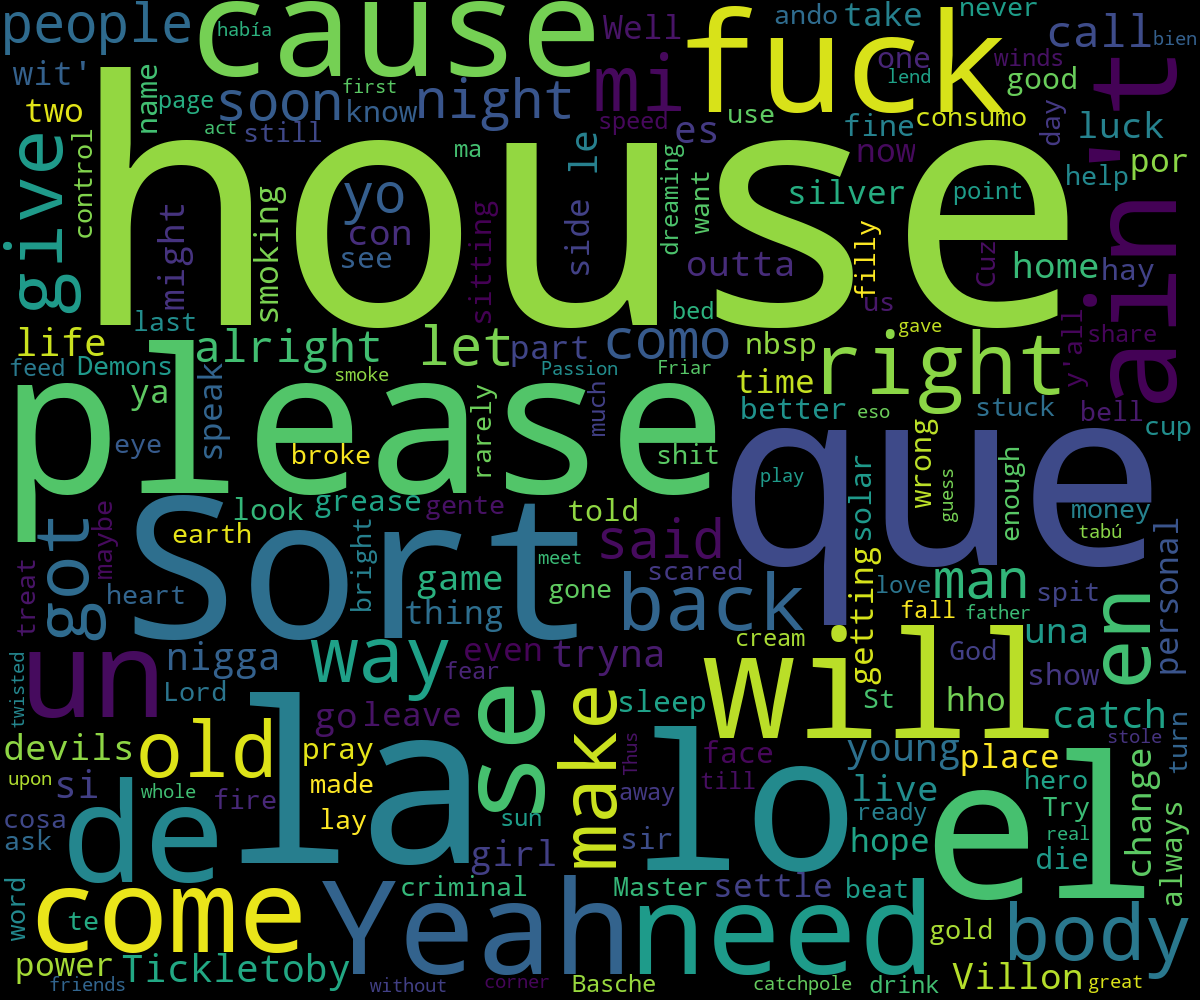 people
había
cause
Well
fuck
ando
take
never
call
bien
wit'
two
name
page
first
soon
know
night
act
still
mi
speed
one
lend
winds
good
use
es
fine
consumo
now
day
luck
ain't
give
control
house
ma
le
dreaming
want
silver
point
help
por
might
smoking
yo
con
see
sitting
side
outta
filly
us
Cuz
home
hay
bed
last
life
feed
Demons
alright
let
part
como
nbsp
gave
y'all
share
ya
smoke
Passion
Friar
time
right
please
eye
speak
broke
rarely
much
shit
better
eso
stuck
bell
cup
que
play
wrong
guess
enough
money
tabú
got
maybe
treat
earth
look
grease
gente
told
said
solar
Sort
bright
heart
game
thing
meet
gone
scared
back
getting
love
man
fall
father
spit
personal
en
twisted
un
nigga
Lord
way
even
fear
tryna
cream
will
God
una
show
St
hho
catch
stole
turn
devils
upon
old
si
whole
go
leave
pray
made
se
make
sleep
face
Thus
till
away
young
place
hero
Try
real
change
always
cosa
ask
de
fire
lay
la
sun
girl
sir
lo
live
ready
hope
el
die
word
come
te
criminal
Yeah
Master
settle
need
beat
gold
body
power
friends
Tickletoby
without
corner
Basche
catchpole
drink
Villon
great